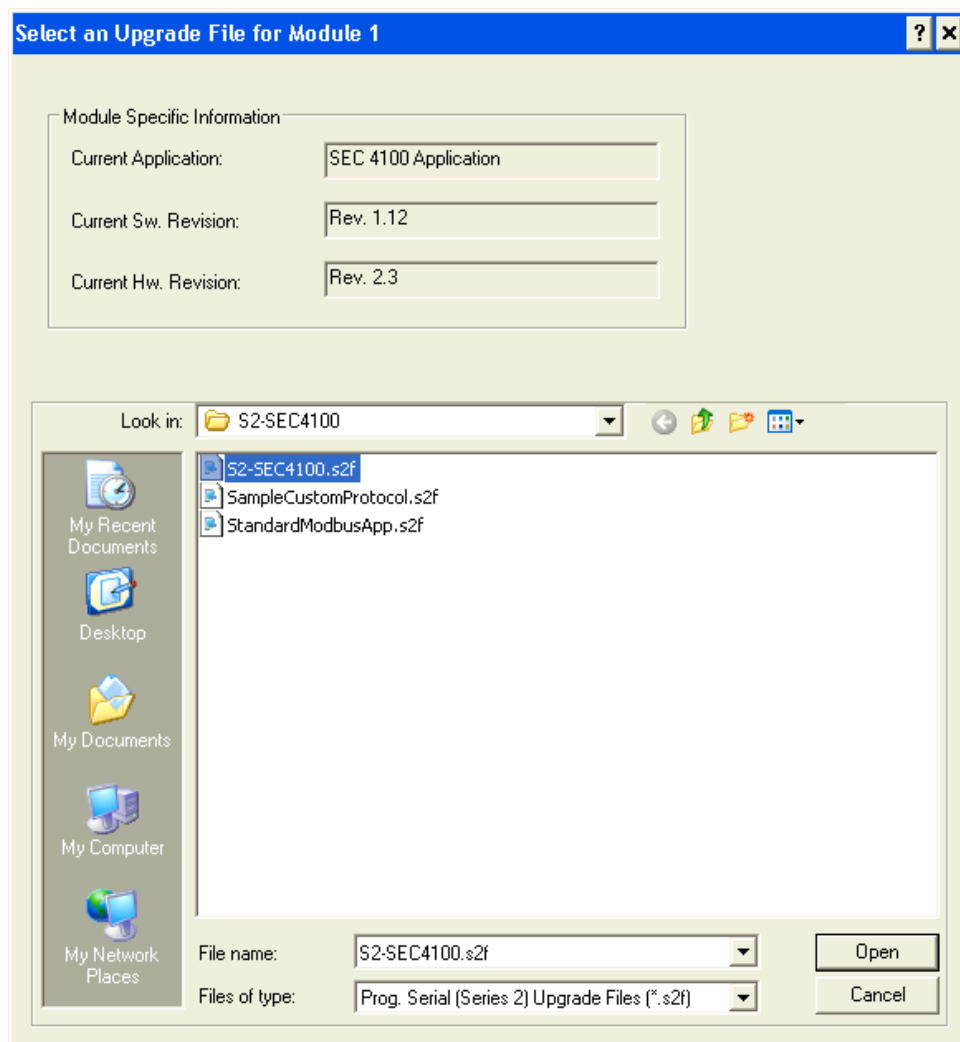 Select an Upgrade File for Module 1
Module Specific Information
Current Application: SEC 4100 Application
Current Sw. Revision: Rev. 1.12
Current Hw. Revision: Rev. 2.3
Look in: S2-SEC4100
S2-SEC4100.s2f
SampleCustomProtocol.s2f
StandardModbusApp.s2f
My Recent
Documents
Desktop
My Documents
My Computer
My Network
Places
File name: S2-SEC4100.s2f Open
Files of type: Prog. Serial (Series 2) Upgrade Files (*.s2f) Cancel